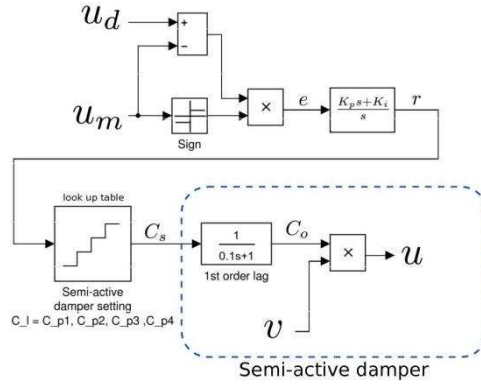 u_d
+
−
u_m
Sign
×
e
K_p s+K_i
s
r
look up table
C_s
Semi-active
damper setting
C_l = C_p1, C_p2, C_p3 ,C_p4
1
0.1s+1
1st order lag
C_o
×
u
v
Semi-active damper